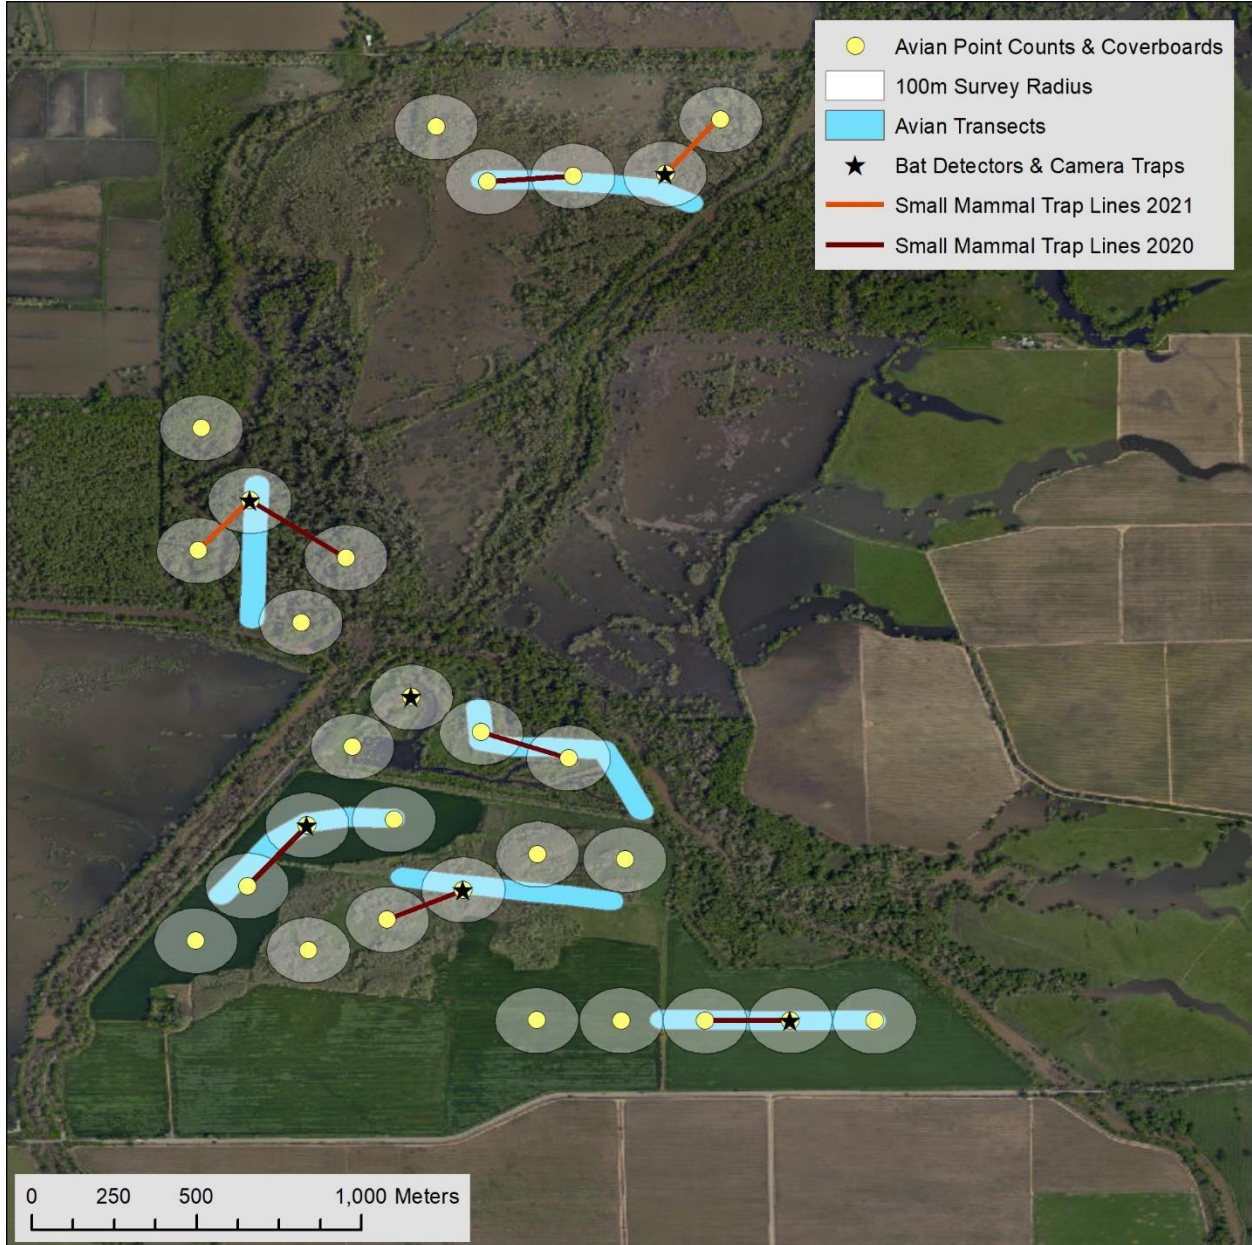 Avian Point Counts & Coverboards
100m Survey Radius
Avian Transects
Bat Detectors & Camera Traps
Small Mammal Trap Lines 2021
Small Mammal Trap Lines 2020
0 250 500 1,000 Meters